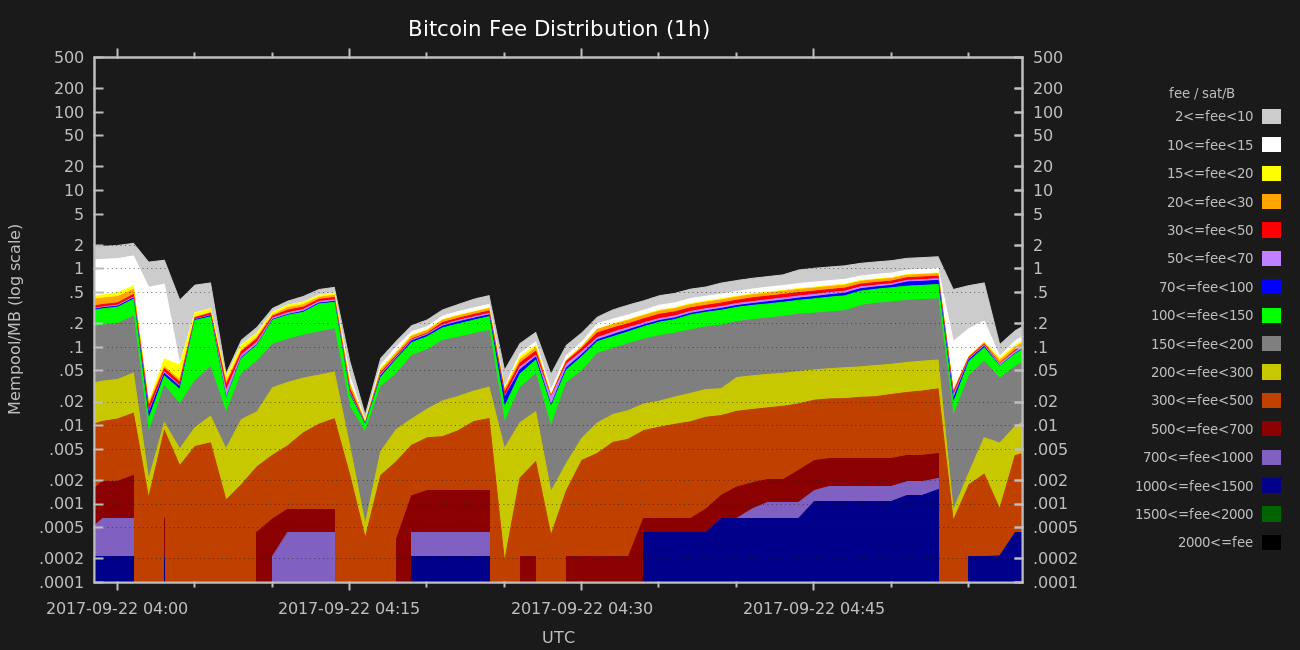 Bitcoin Fee Distribution (1h)
Mempool/MB (log scale)
500
200
100
50
20
10
5
2
1
.5
.2
.1
.05
.02
.01
.005
.002
.001
.0005
.0002
.0001
500
200
100
50
20
10
5
2
1
.5
.2
.1
.05
.02
.01
.005
.002
.001
.0005
.0002
.0001
2017-09-22 04:00 2017-09-22 04:15 2017-09-22 04:30 2017-09-22 04:45
UTC
fee / sat/B
2<=fee<10
10<=fee<15
15<=fee<20
20<=fee<30
30<=fee<50
50<=fee<70
70<=fee<100
100<=fee<150
150<=fee<200
200<=fee<300
300<=fee<500
500<=fee<700
700<=fee<1000
1000<=fee<1500
1500<=fee<2000
2000<=fee